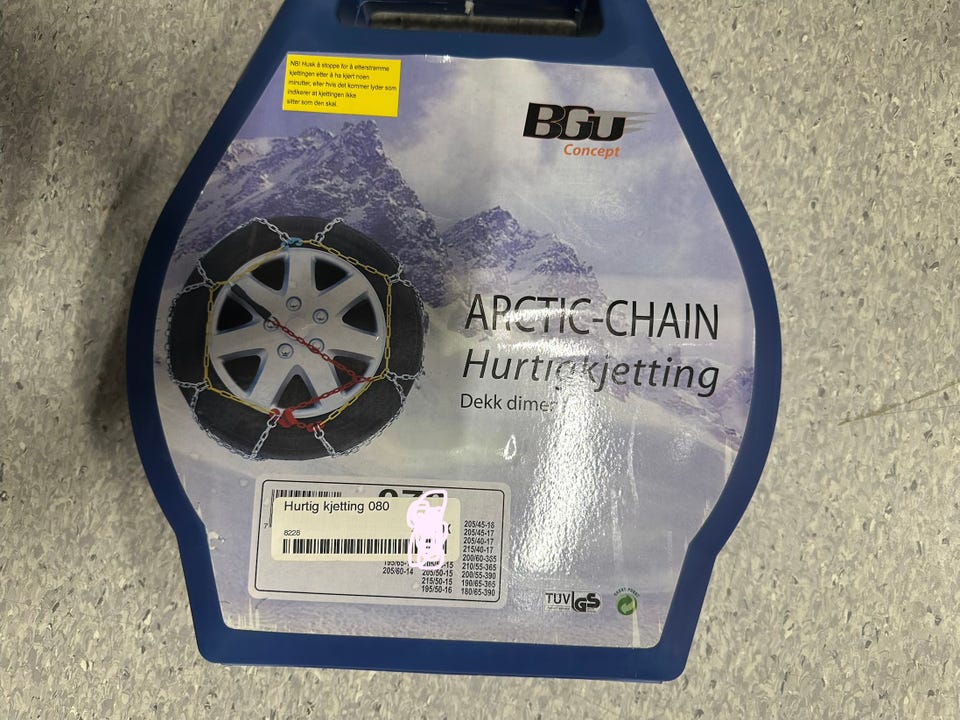 NB! Husk å stoppe for å etterstramme
kjettingen etter å ha kjørt noen
minutter, eller hvis det kommer lyder som
indikerer at kjettingen ikke
sitter som den skal.
BGU
Concept
ARCTIC-CHAIN
Hurtigkjetting
Dekk
Hurtig kjetting 080
8228
7
205/45-16
205/45-17
205/40-17
215/40-17
200/60-365
210/55-365
205/60-14 205/50-15 200/55-390
215/50-15 190/65-365
195/50-16 180/65-390
TUV GS